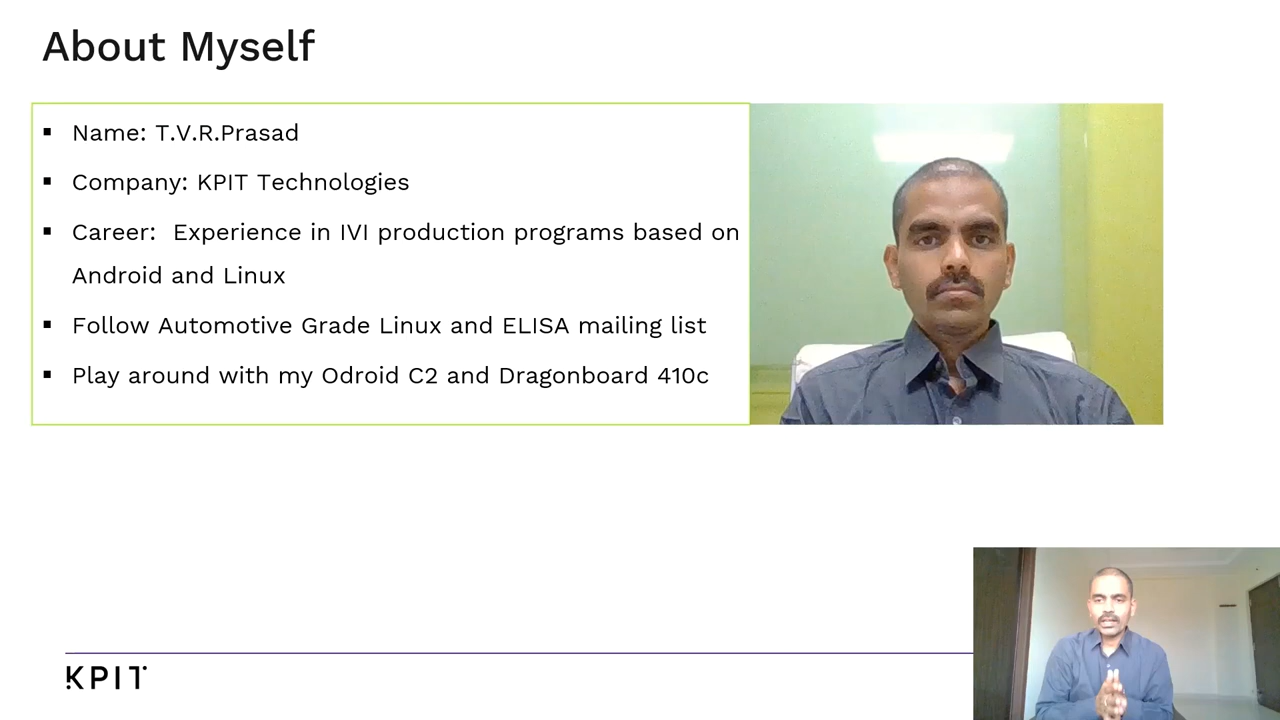 About Myself
▪ Name: T.V.R.Prasad
▪ Company: KPIT Technologies
▪ Career:  Experience in IVI production programs based on
Android and Linux
▪ Follow Automotive Grade Linux and ELISA mailing list
▪ Play around with my Odroid C2 and Dragonboard 410c
KPIT